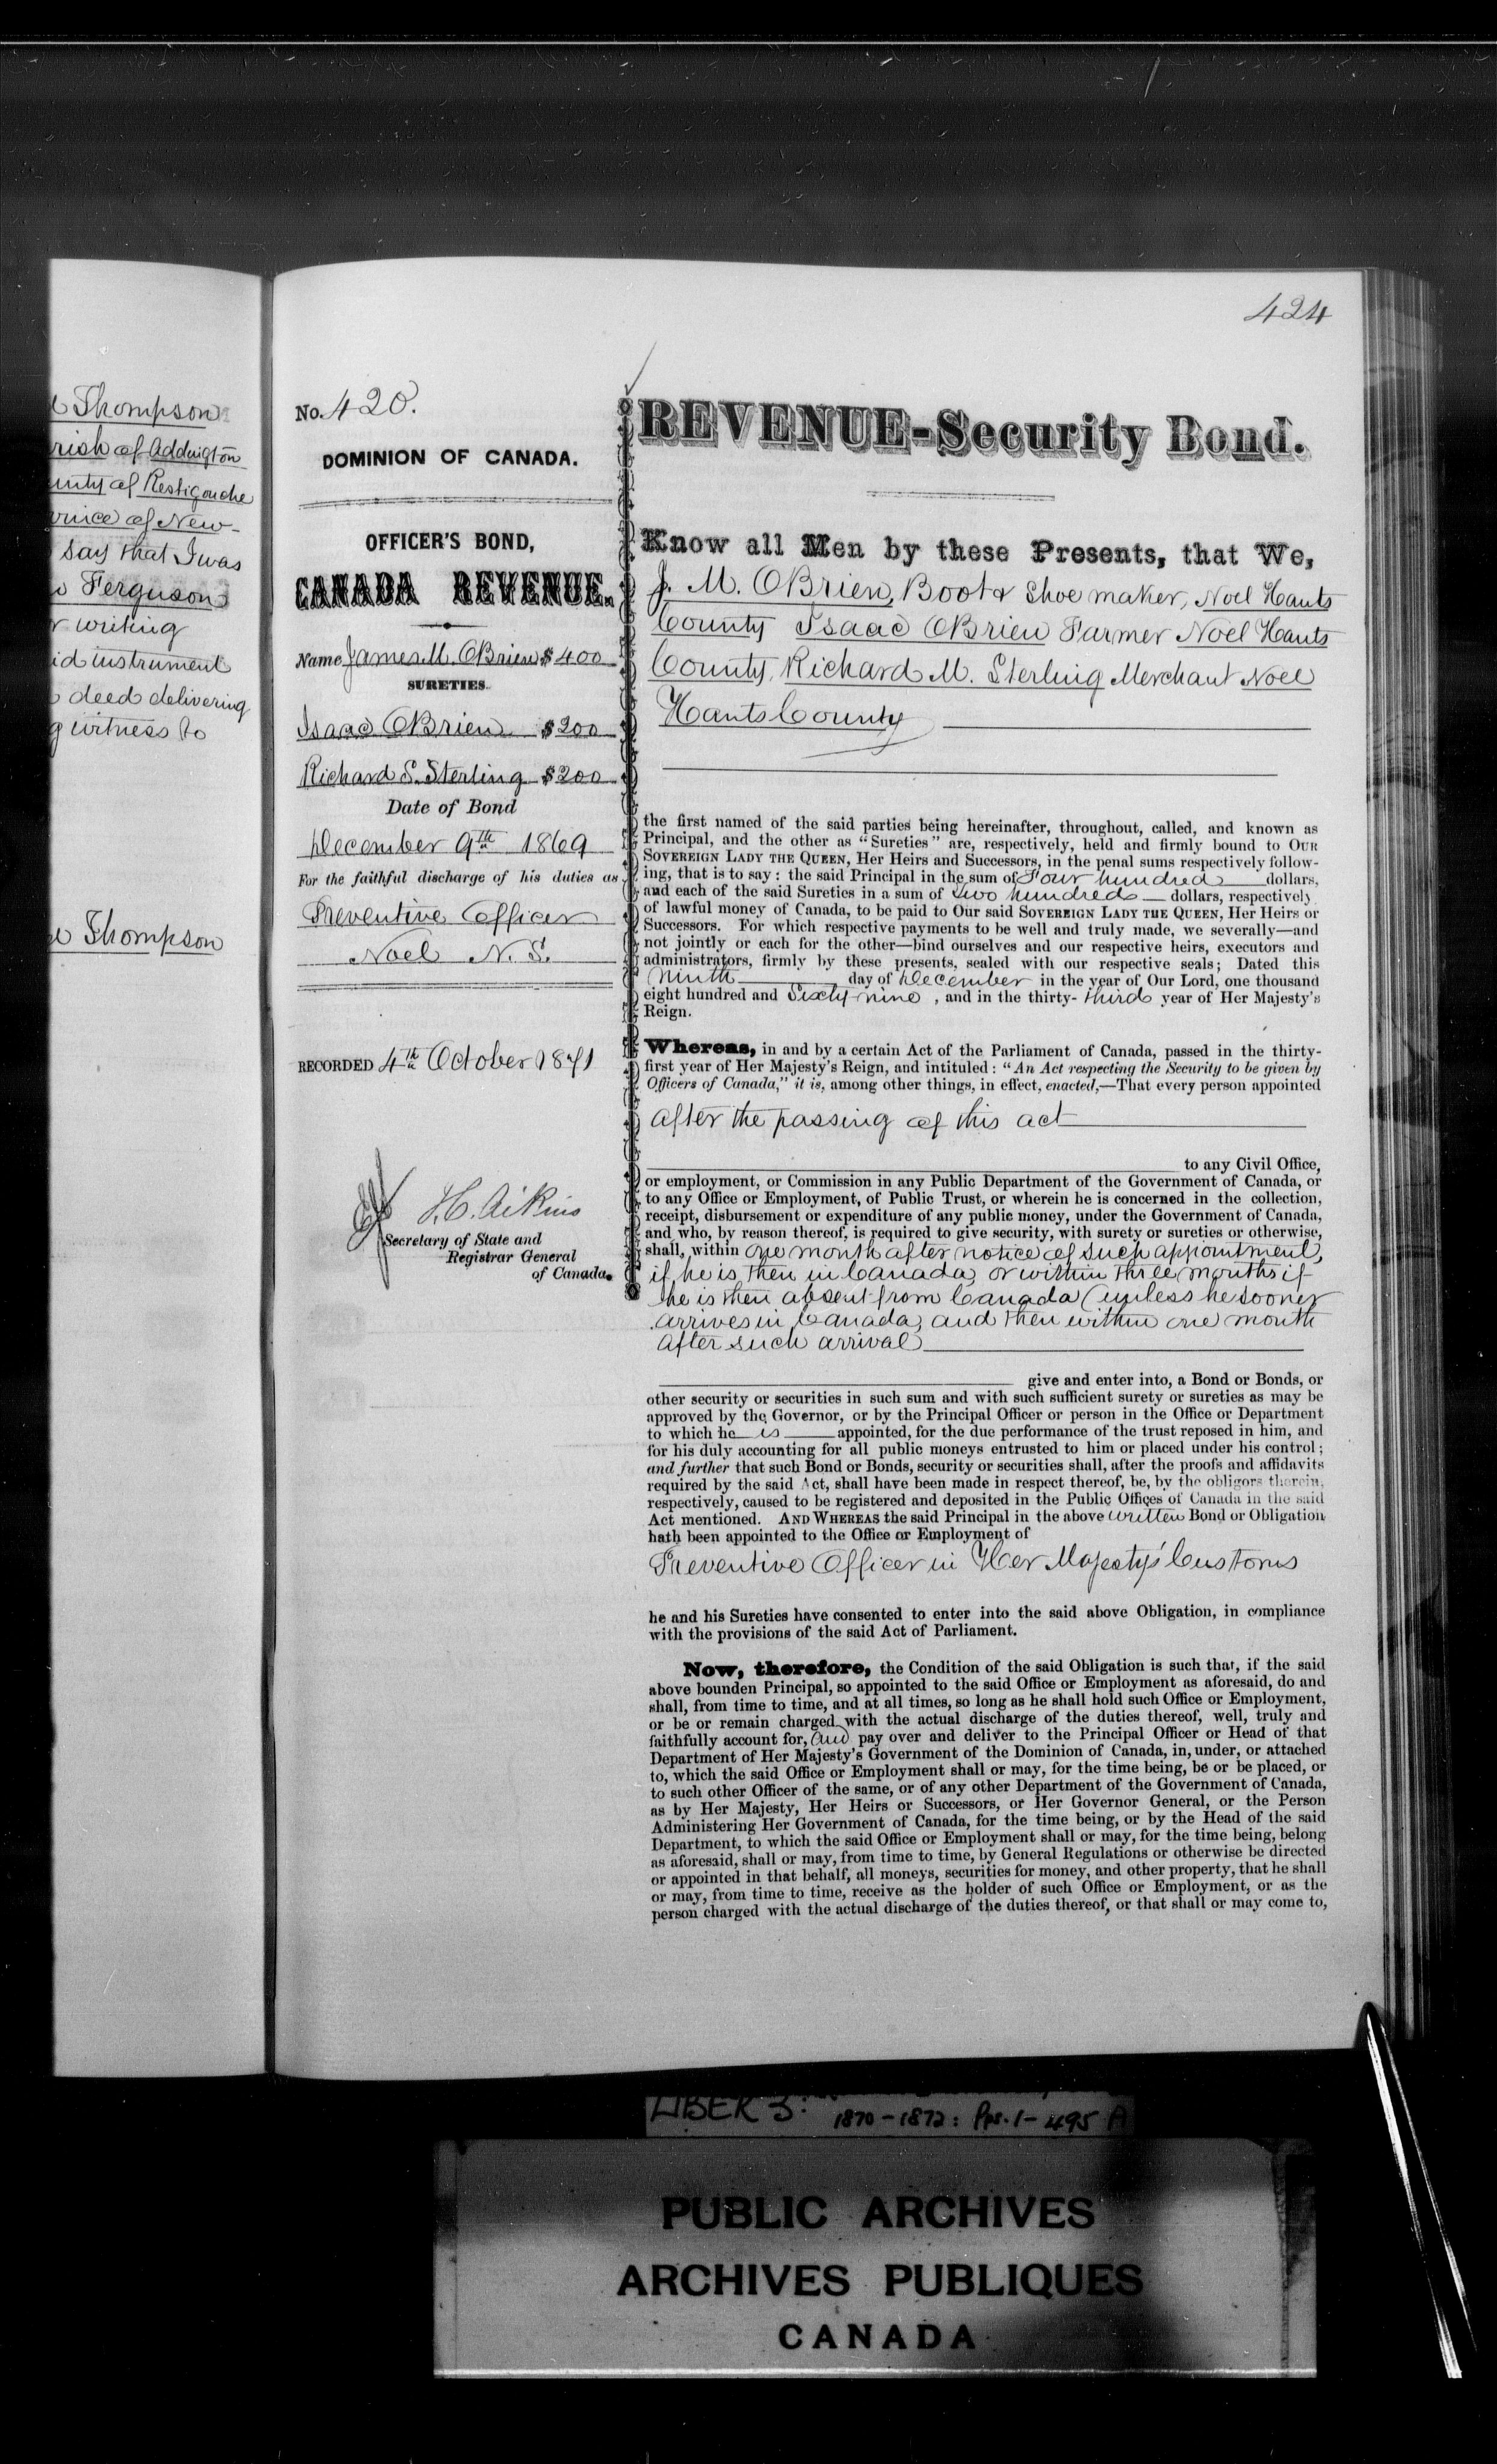 Thompson
rish of Addington
unty of Restigouche
vince of New-
say that I was
Ferguson
writing
id instrument
deed delivering
g witness to
Thompson
424
No. 420.
DOMINION OF CANADA.
OFFICER'S BOND,
CANADA REVENUE.
Name James M. OBrien $400
SURETIES.
Isaac OBrien $200
Richard S. Sterling $200
Date of Bond
December 9th 1869
For the faithful discharge of his duties as
Preventive Officer
Noel N. S.
RECORDED 4th October 1871
J. C. Aikins
Secretary of State and
Registrar General
of Canada.
REVENUE-Security Bond.
Know all Men by these Presents, that We,
J. M. OBrien, Boot & Shoe maker, Noel Hants
County Isaac OBrien Farmer Noel Hants
County, Richard M. Sterling Merchant Noel
Hants County
the first named of the said parties being hereinafter, throughout, called, and known as
Principal, and the other as "Sureties" are, respectively, held and firmly bound to OUR
SOVEREIGN LADY THE QUEEN, Her Heirs and Successors, in the penal sums respectively follow-
ing, that is to say: the said Principal in the sum of Four hundred dollars,
and each of the said Sureties in a sum of two hundred dollars, respectively
of lawful money of Canada, to be paid to Our said SOVEREIGN LADY THE QUEEN, Her Heirs or
Successors. For which respective payments to be well and truly made, we severally—and
not jointly or each for the other—bind ourselves and our respective heirs, executors and
administrators, firmly by these presents, sealed with our respective seals; Dated this
Ninth day of December in the year of Our Lord, one thousand
eight hundred and Sixty nine, and in the thirty- third year of Her Majesty's
Reign.
Whereas, in and by a certain Act of the Parliament of Canada, passed in the thirty-
first year of Her Majesty's Reign, and intituled: "An Act respecting the Security to be given by
Officers of Canada," it is, among other things, in effect, enacted,—That every person appointed
after the passing of this act
to any Civil Office,
or employment, or Commission in any Public Department of the Government of Canada, or
to any Office or Employment, of Public Trust, or wherein he is concerned in the collection,
receipt, disbursement or expenditure of any public money, under the Government of Canada,
and who, by reason thereof, is required to give security, with surety or sureties or otherwise,
shall, within one month after notice of such appointment,
if he is then in Canada, or within three months if
he is then absent from Canada (unless he sooner
arrives in Canada, and then within one month
after such arrival
give and enter into, a Bond or Bonds, or
other security or securities in such sum and with such sufficient surety or sureties as may be
approved by the Governor, or by the Principal Officer or person in the Office or Department
to which he is appointed, for the due performance of the trust reposed in him, and
for his duly accounting for all public moneys entrusted to him or placed under his control;
and further that such Bond or Bonds, security or securities shall, after the proofs and affidavits
required by the said Act, shall have been made in respect thereof, be, by the obligors therein,
respectively, caused to be registered and deposited in the Public Offices of Canada in the said
Act mentioned. AND WHEREAS the said Principal in the above written Bond or Obligation
hath been appointed to the Office or Employment of
Preventive Officer in Her Majesty's Customs
he and his Sureties have consented to enter into the said above Obligation, in compliance
with the provisions of the said Act of Parliament.
Now, therefore, the Condition of the said Obligation is such that, if the said
above bounden Principal, so appointed to the said Office or Employment as aforesaid, do and
shall, from time to time, and at all times, so long as he shall hold such Office or Employment,
or be or remain charged with the actual discharge of the duties thereof, well, truly and
faithfully account for, and pay over and deliver to the Principal Officer or Head of that
Department of Her Majesty's Government of the Dominion of Canada, in, under, or attached
to, which the said Office or Employment shall or may, for the time being, be or be placed, or
to such other Officer of the same, or of any other Department of the Government of Canada,
as by Her Majesty, Her Heirs or Successors, or Her Governor General, or the Person
Administering Her Government of Canada, for the time being, or by the Head of the said
Department, to which the said Office or Employment shall or may, for the time being, belong
as aforesaid, shall or may, from time to time, by General Regulations or otherwise be directed
or appointed in that behalf, all moneys, securities for money, and other property, that he shall
or may, from time to time, receive as the holder of such Office or Employment, or as the
person charged with the actual discharge of the duties thereof, or that shall or may come to,
LIBER 3: 1870-1872: Pps. 1-495 A
PUBLIC ARCHIVES
ARCHIVES PUBLIQUES
CANADA